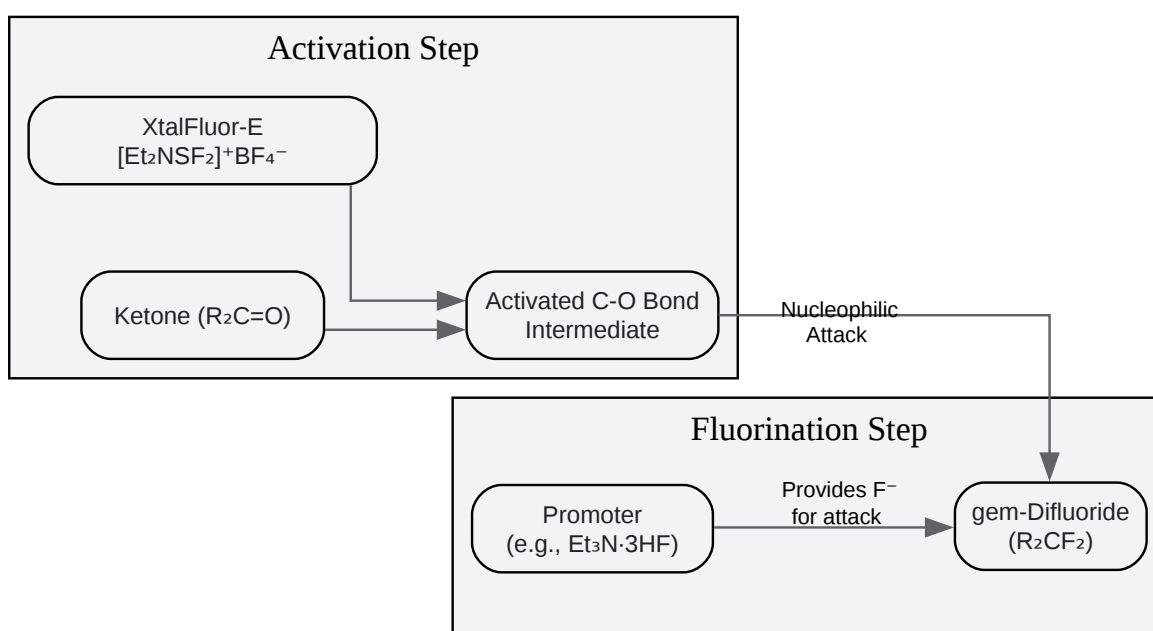 Activation Step
XtalFluor-E
[Et₂NSF₂]⁺BF₄⁻
Ketone (R₂C=O)
Activated C-O Bond
Intermediate
Nucleophilic
Attack
Fluorination Step
Promoter
(e.g., Et₃N·3HF)
Provides F⁻
for attack
gem-Difluoride
(R₂CF₂)